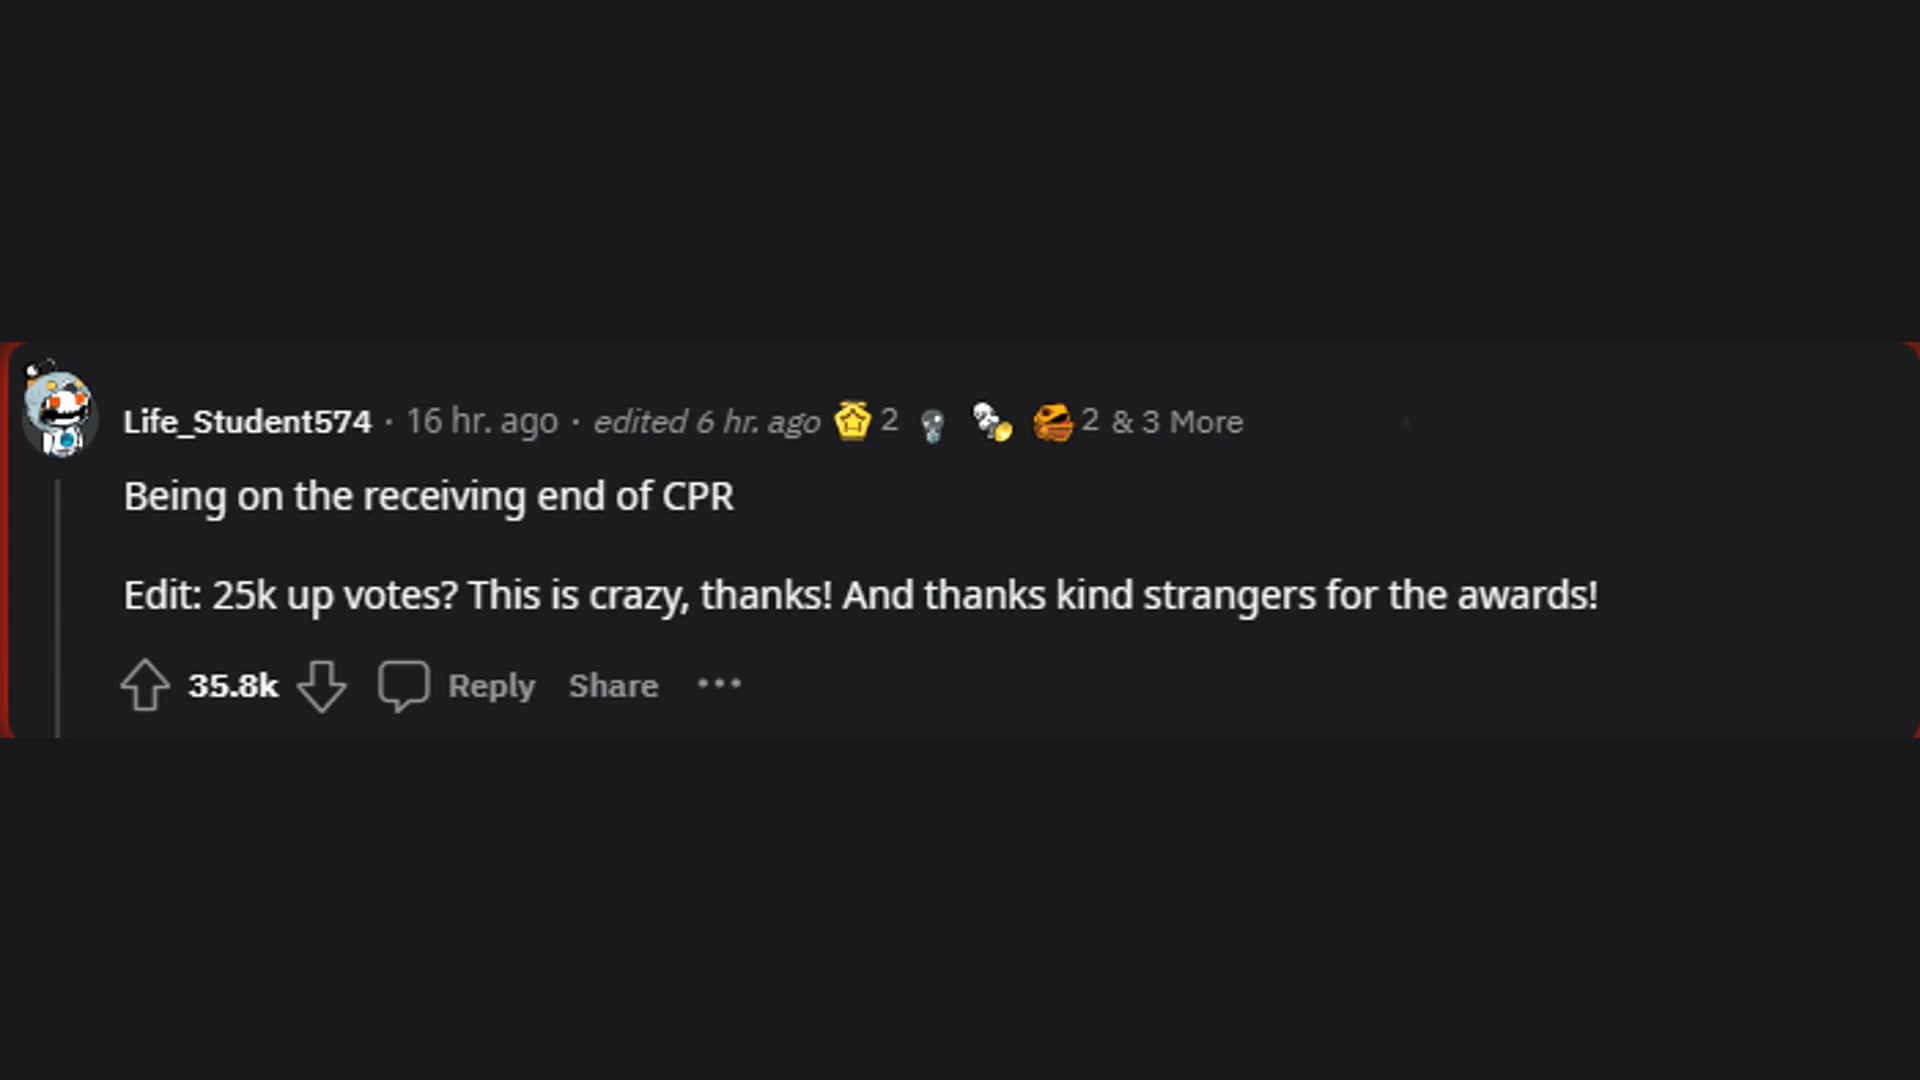 Life_Student574 · 16 hr. ago · edited 6 hr. ago 2 2 & 3 More
Being on the receiving end of CPR
Edit: 25k up votes? This is crazy, thanks! And thanks kind strangers for the awards!
35.8k Reply Share ···